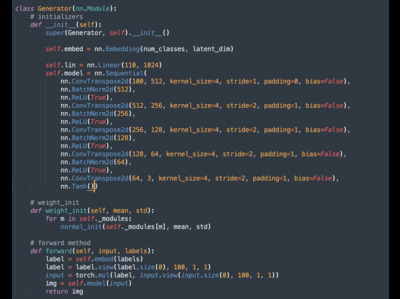 class Generator(nn.Module):
# initializers
def __init__(self):
super(Generator, self).__init__()
self.embed = nn.Embedding(num_classes, latent_dim)
self.lin = nn.Linear(110, 1024)
self.model = nn.Sequential(
nn.ConvTranspose2d(100, 512, kernel_size=4, stride=1, padding=0, bias=False),
nn.BatchNorm2d(512),
nn.ReLU(True),
nn.ConvTranspose2d(512, 256, kernel_size=4, stride=2, padding=1, bias=False),
nn.BatchNorm2d(256),
nn.ReLU(True),
nn.ConvTranspose2d(256, 128, kernel_size=4, stride=2, padding=1, bias=False),
nn.BatchNorm2d(128),
nn.ReLU(True),
nn.ConvTranspose2d(128, 64, kernel_size=4, stride=2, padding=1, bias=False),
nn.BatchNorm2d(64),
nn.ReLU(True),
nn.ConvTranspose2d(64, 3, kernel_size=4, stride=2, padding=1, bias=False),
nn.Tanh())
# weight_init
def weight_init(self, mean, std):
for m in self._modules:
normal_init(self._modules[m], mean, std)
# forward method
def forward(self, input, labels):
label = self.embed(labels)
label = label.view(label.size(0), 100, 1, 1)
input = torch.mul(label, input.view(input.size(0), 100, 1, 1))
img = self.model(input)
return img